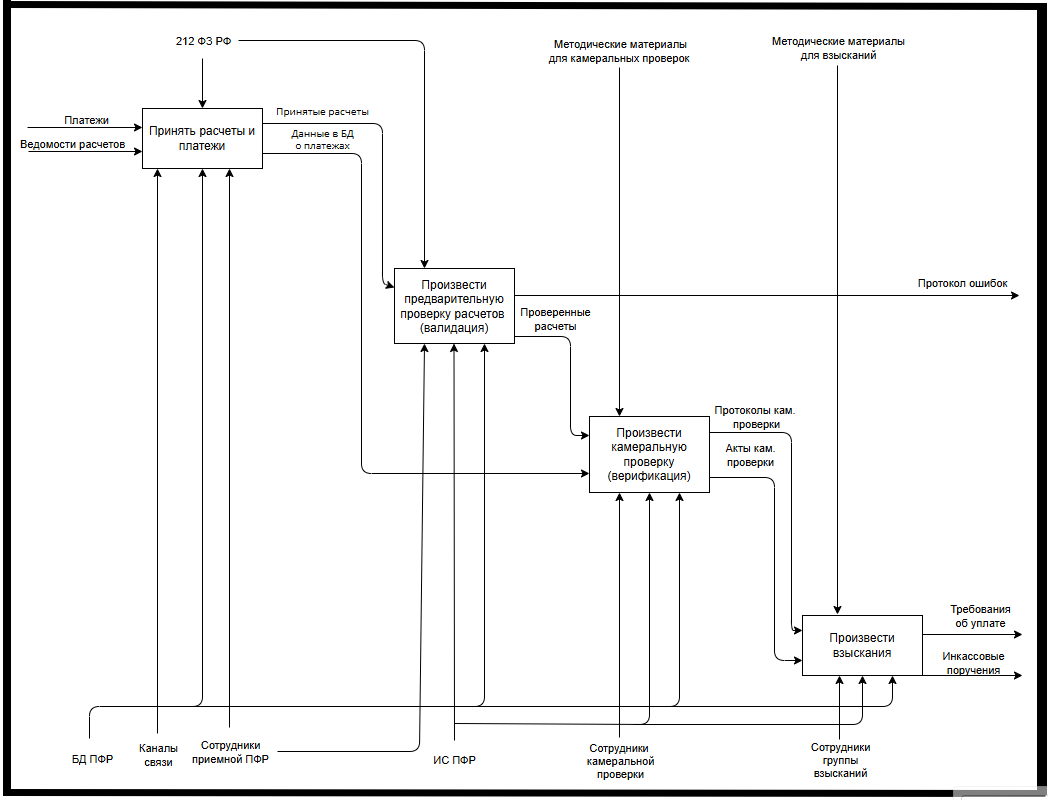 212 ФЗ РФ
Методические материалы
для камеральных проверок
Методические материалы
для взысканий
Платежи
Ведомости расчетов
Принять расчеты и
платежи
Принятые расчеты
Данные в БД
о платежах
Произвести
предварительную
проверку расчетов
(валидация)
Протокол ошибок
Проверенные
расчеты
Произвести
камеральную
проверку
(верификация)
Протоколы кам.
проверки
Акты кам.
проверки
Произвести
взыскания
Требования
об уплате
Инкассовые
поручения
БД ПФР
Каналы
связи
Сотрудники
приемной ПФР
ИС ПФР
Сотрудники
камеральной
проверки
Сотрудники
группы
взысканий